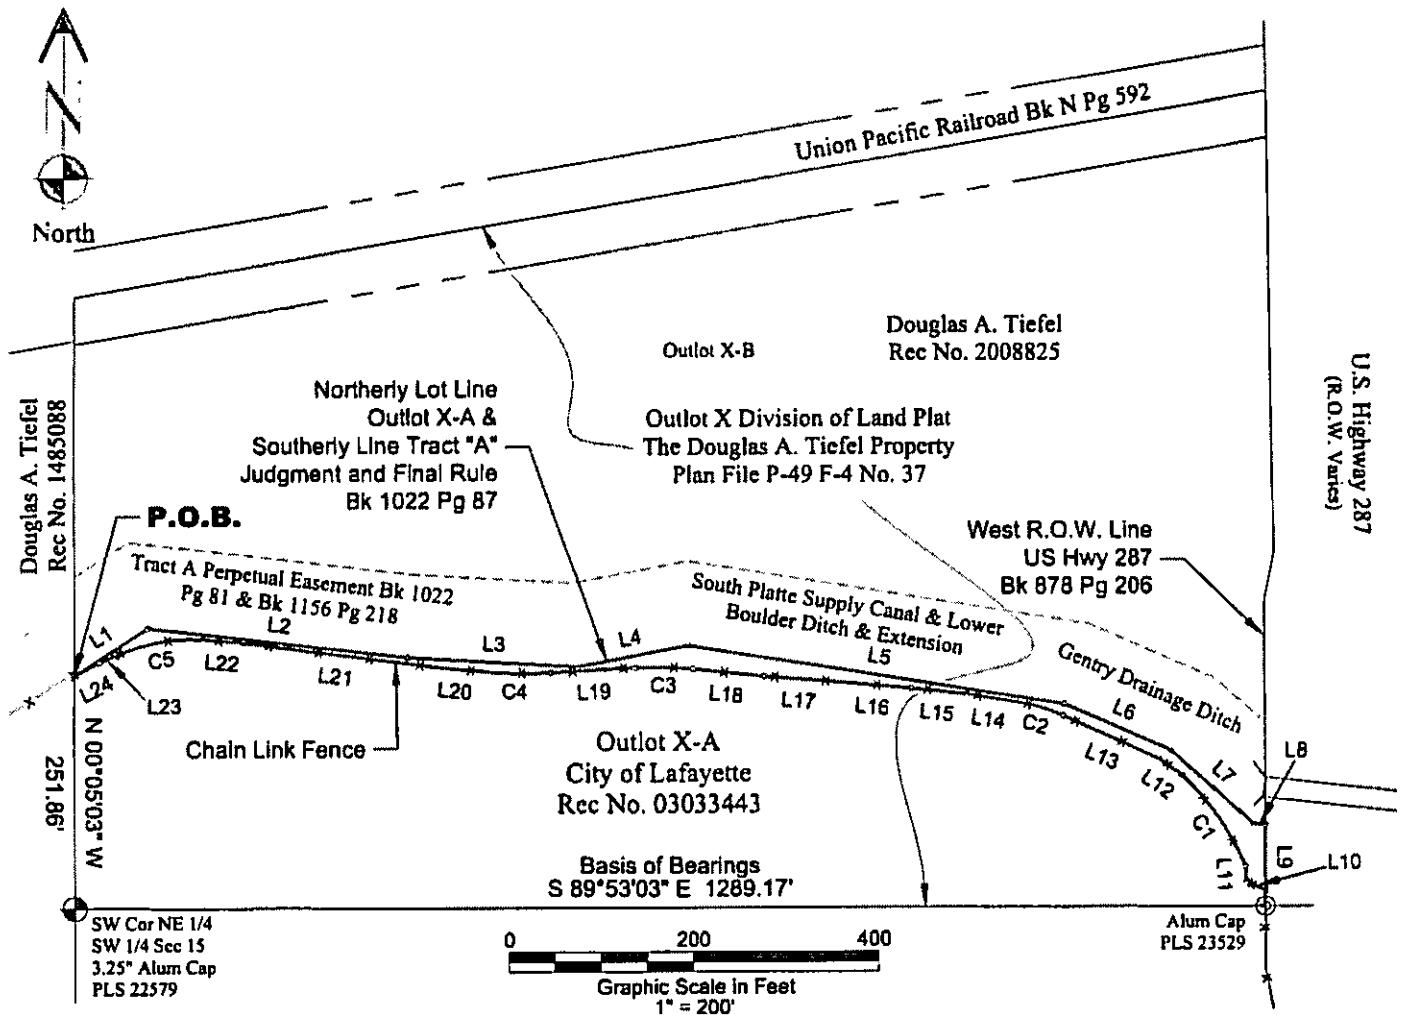 N
North
Union Pacific Railroad Bk N Pg 592
Outlot X-B
Douglas A. Tiefel
Rec No. 2008825
Northerly Lot Line
Outlot X-A &
Southerly Line Tract "A"
Judgment and Final Rule
Bk 1022 Pg 87
Outlot X Division of Land Plat
The Douglas A. Tiefel Property
Plan File P-49 F-4 No. 37
U.S. Highway 287
(R.O.W. Varies)
Douglas A. Tiefel
Rec No. 1485088
P.O.B.
West R.O.W. Line
US Hwy 287
Bk 878 Pg 206
Tract A Perpetual Easement Bk 1022
Pg 81 & Bk 1156 Pg 218
South Platte Supply Canal & Lower
Boulder Ditch & Extension
Gentry Drainage Ditch
L1
L2
L3
L4
L5
L6
L7
L8
L9
L10
L11
C1
L12
L13
C2
L14
L15
L16
L17
L18
C3
L19
C4
L20
L21
L22
C5
L23
L24
Chain Link Fence
N 00°05'03" W
251.86'
Outlot X-A
City of Lafayette
Rec No. 03033443
Basis of Bearings
S 89°53'03" E 1289.17'
SW Cor NE 1/4
SW 1/4 Sec 15
3.25" Alum Cap
PLS 22579
Alum Cap
PLS 23529
0 200 400
Graphic Scale in Feet
1" = 200'